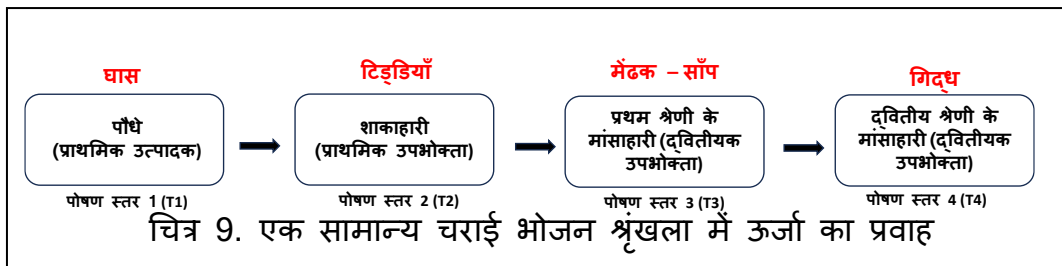 घास
टिड्डियाँ
मेंढक – साँप
गिद्ध
पौधे
(प्राथमिक उत्पादक)
शाकाहारी
(प्राथमिक उपभोक्ता)
प्रथम श्रेणी के
मांसाहारी (द्वितीयक
उपभोक्ता)
द्वितीय श्रेणी के
मांसाहारी (द्वितीयक
उपभोक्ता)
पोषण स्तर 1 (T1)
पोषण स्तर 2 (T2)
पोषण स्तर 3 (T3)
पोषण स्तर 4 (T4)
चित्र 9. एक सामान्य चराई भोजन श्रृंखला में ऊर्जा का प्रवाह